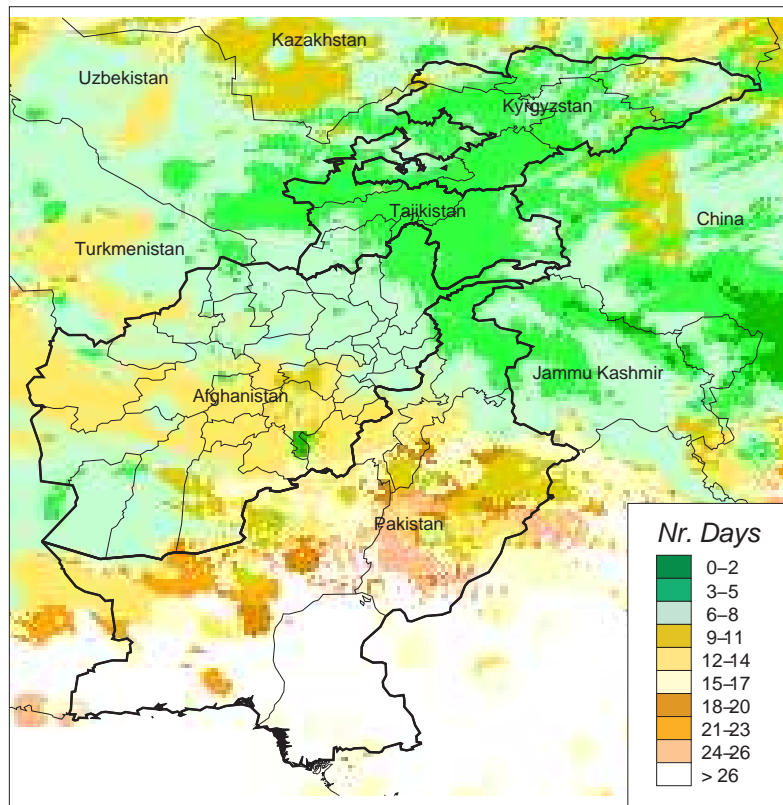 Kazakhstan
Uzbekistan
Kyrgyzstan
Tajikistan
China
Turkmenistan
Jammu Kashmir
Afghanistan
Pakistan
Nr. Days
0–2
3–5
6–8
9–11
12–14
15–17
18–20
21–23
24–26
> 26